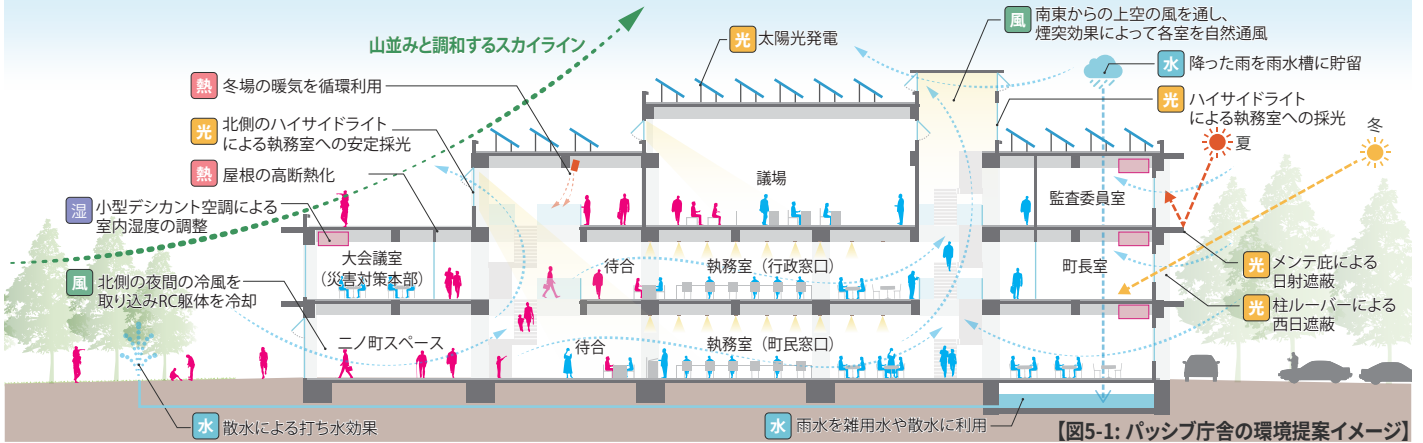 山並みと調和するスカイライン
光 太陽光発電
風 南東からの上空の風を通し、
煙突効果によって各室を自然通風
水 降った雨を雨水槽に貯留
熱 冬場の暖気を循環利用
光 ハイサイドライト
による執務室への採光
光 北側のハイサイドライト
による執務室への安定採光
夏
冬
熱 屋根の高断熱化
議場
監査委員室
湿 小型デシカント空調による
室内湿度の調整
大会議室
(災害対策本部)
待合
執務室(行政窓口)
町長室
光 メンテ庇による
日射遮蔽
風 北側の夜間の冷風を
取り込みRC躯体を冷却
光 柱ルーバーによる
西日遮蔽
二ノ町スペース
待合
執務室(町民窓口)
水 散水による打ち水効果
水 雨水を雑用水や散水に利用
【図5-1: パッシブ庁舎の環境提案イメージ】